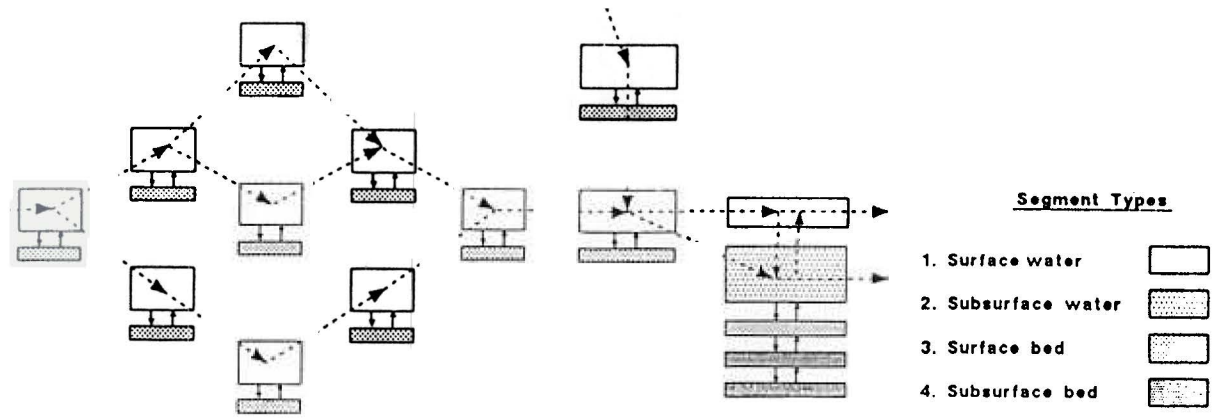 Segment Types
1. Surface water
2. Subsurface water
3. Surface bed
4. Subsurface bed